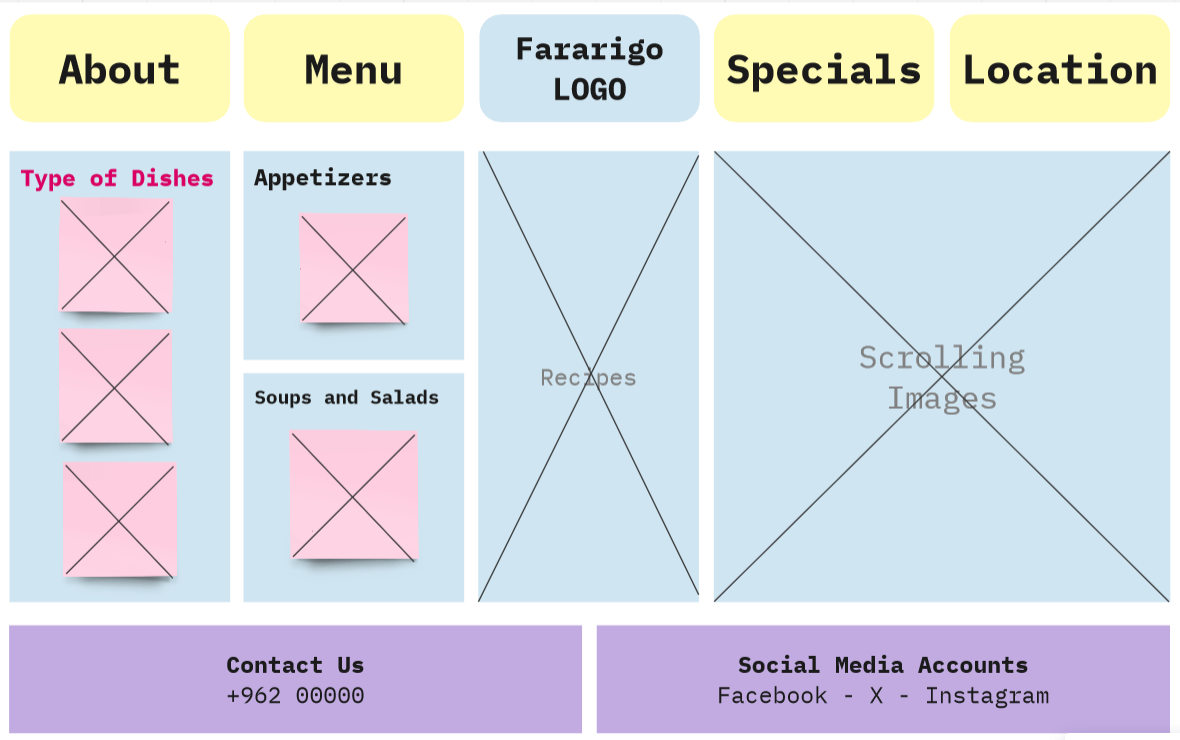 About
Menu
Fararigo
LOGO
Specials
Location
Type of Dishes
Appetizers
Soups and Salads
Recipes
Scrolling
Images
Contact Us
+962 00000
Social Media Accounts
Facebook - X - Instagram